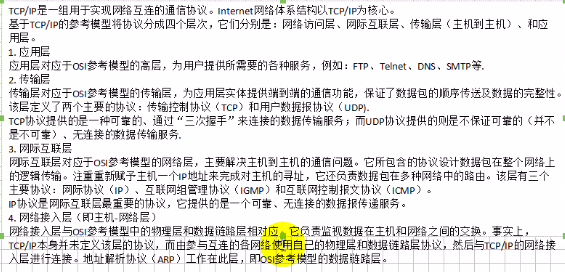 TCP/IP是一组用于实现网络互连的通信协议。Internet网络体系结构以TCP/IP为核心。
基于TCP/IP的参考模型将协议分成四个层次，它们分别是：网络访问层、网际互联层、传输层（主机到主机）、和应
用层。
1. 应用层
应用层对应于OSI参考模型的高层，为用户提供所需要的各种服务，例如：FTP、Telnet、DNS、SMTP等.
2. 传输层
传输层对应于OSI参考模型的传输层，为应用层实体提供端到端的通信功能，保证了数据包的顺序传送及数据的完整性。
该层定义了两个主要的协议：传输控制协议（TCP）和用户数据报协议（UDP).
TCP协议提供的是一种可靠的、通过“三次握手”来连接的数据传输服务；而UDP协议提供的则是不保证可靠的（并不
是不可靠）、无连接的数据传输服务.
3. 网际互联层
网际互联层对应于OSI参考模型的网络层，主要解决主机到主机的通信问题。它所包含的协议设计数据包在整个网络上
的逻辑传输。注重重新赋予主机一个IP地址来完成对主机的寻址，它还负责数据包在多种网络中的路由。该层有三个
主要协议：网际协议（IP）、互联网组管理协议（IGMP）和互联网控制报文协议（ICMP）。
IP协议是网际互联层最重要的协议，它提供的是一个可靠、无连接的数据报传递服务。
4. 网络接入层（即主机-网络层）
网络接入层与OSI参考模型中的物理层和数据链路层相对应。它负责监视数据在主机和网络之间的交换。事实上，
TCP/IP本身并未定义该层的协议，而由参与互连的各网络使用自己的物理层和数据链路层协议，然后与TCP/IP的网络接
入层进行连接。地址解析协议（ARP）工作在此层，即OSI参考模型的数据链路层。